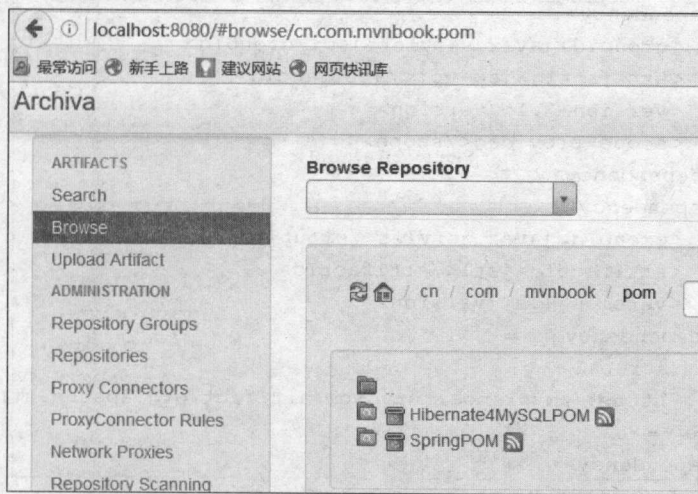 localhost:8080/#browse/cn.com.mvnbook.pom
最常访问 新手上路 建议网站 网页快讯库
Archiva
ARTIFACTS
Search
Browse
Upload Artifact
ADMINISTRATION
Repository Groups
Repositories
Proxy Connectors
ProxyConnector Rules
Network Proxies
Repository Scanning
Browse Repository
/ cn / com / mvnbook / pom /
..
Hibernate4MySQLPOM
SpringPOM